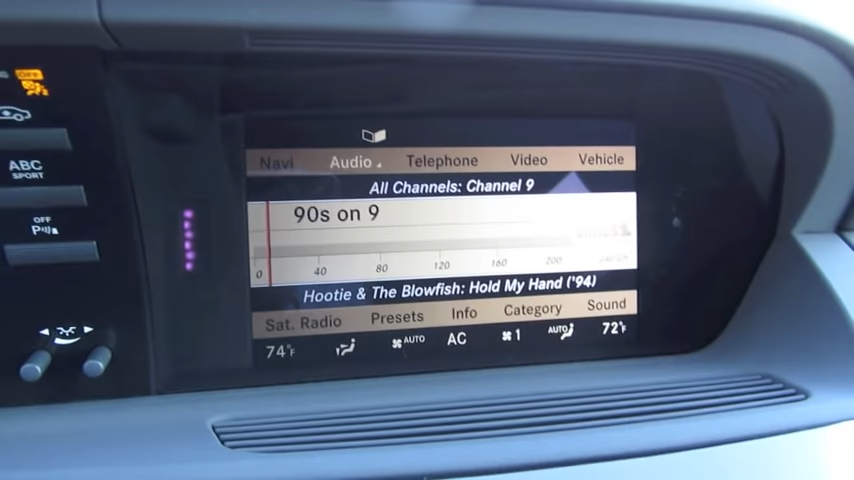 OFF
ABC
SPORT
OFF
P
Navi Audio Telephone Video Vehicle
All Channels: Channel 9
90s on 9
0 40 80 120 160 200
Hootie & The Blowfish: Hold My Hand ('94)
Sat. Radio Presets Info Category Sound
74°F AUTO AC 1 AUTO 72°F